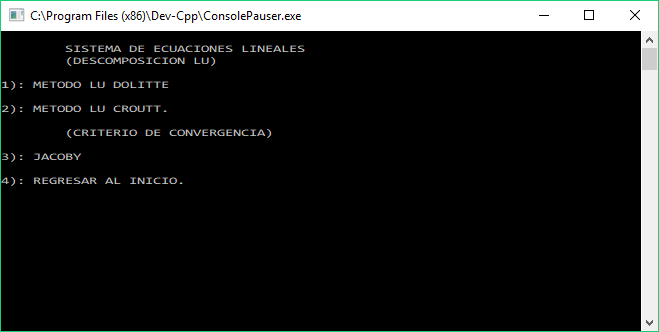 C:\Program Files (x86)\Dev-Cpp\ConsolePauser.exe
SISTEMA DE ECUACIONES LINEALES
(DESCOMPOSICION LU)
1): METODO LU DOLITTE
2): METODO LU CROUTT.
(CRITERIO DE CONVERGENCIA)
3): JACOBY
4): REGRESAR AL INICIO.